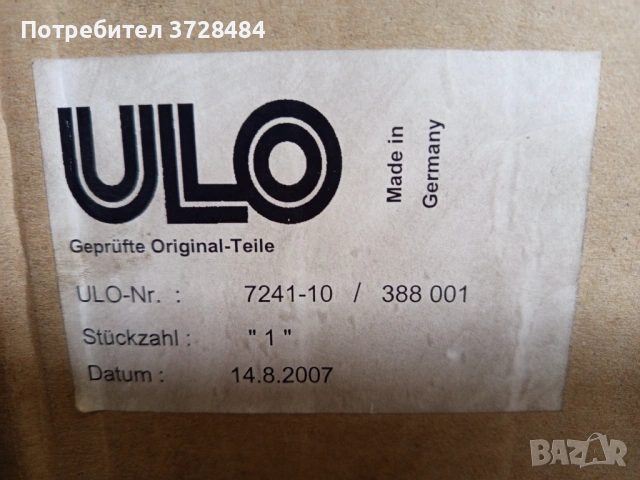 Потребител 3728484
ULO
Made in
Germany
Geprüfte Original-Teile
ULO-Nr. : 7241-10 / 388 001
Stückzahl : " 1 "
Datum : 14.8.2007
BAZAR